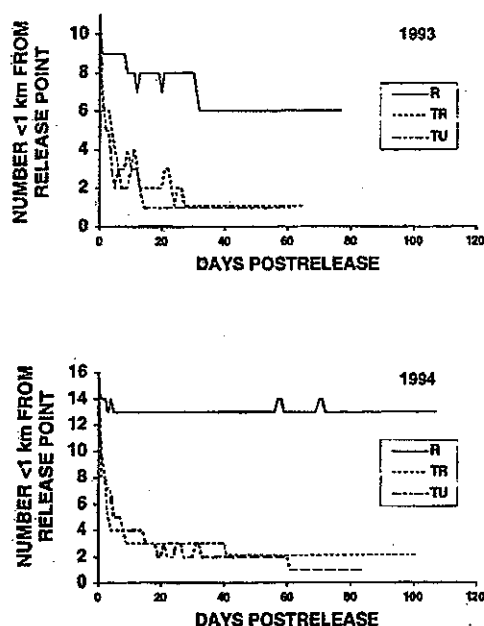 1993
NUMBER <1 km FROM
RELEASE POINT
10
8
6
4
2
0
R
TR
TU
0 20 40 60 80 100 120
DAYS POSTRELEASE
1994
NUMBER <1 km FROM
RELEASE POINT
16
14
12
10
8
6
4
2
0
R
TR
TU
0 20 40 60 80 100 120
DAYS POSTRELEASE